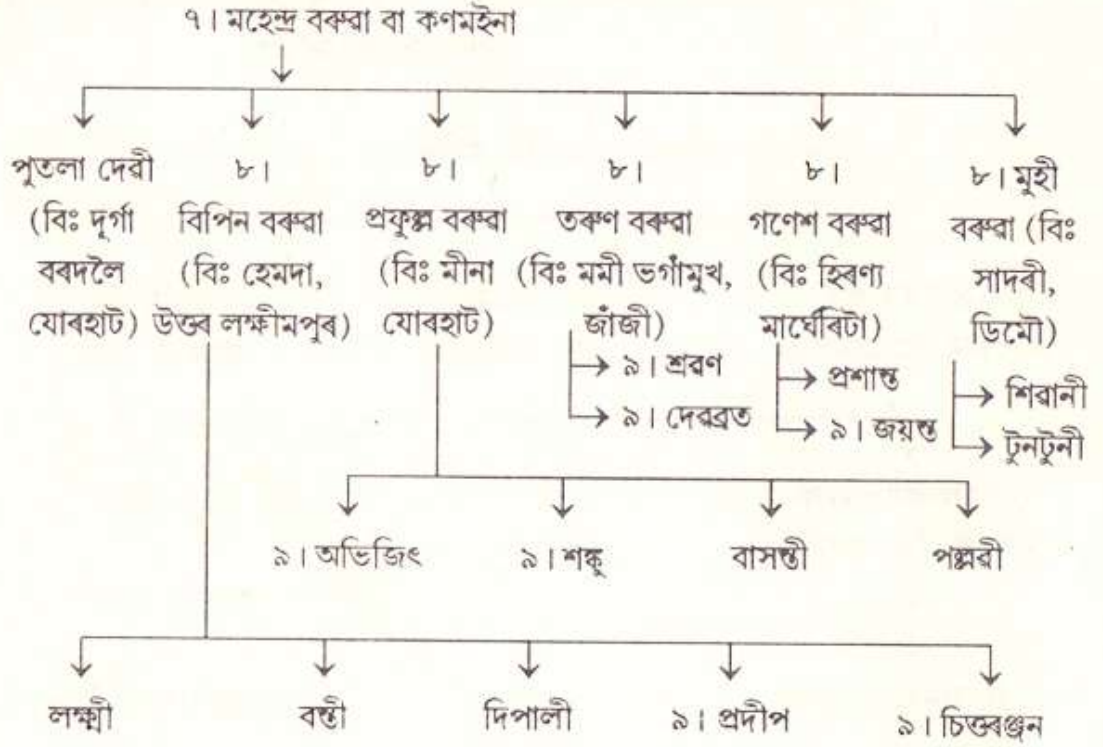 ৭। মহেন্দ্ৰ বৰুৱা বা কণমইনা
পুতলা দেৱী
(বিঃ দূৰ্গা
বৰদলৈ
যোৰহাট)
৮।
বিপিন বৰুৱা
(বিঃ হেমদা,
উত্তৰ লক্ষীমপুৰ)
৮।
প্ৰফুল্ল বৰুৱা
(বিঃ মীনা
যোৰহাট)
৮।
তৰুণ বৰুৱা
(বিঃ মমী ভগাঁমুখ,
জাঁজী)
৯। শ্ৰৱণ
৯। দেৱব্ৰত
৮।
গণেশ বৰুৱা
(বিঃ হিৰণ্য
মাৰ্ঘেৰিটা)
প্ৰশান্ত
৯। জয়ন্ত
৮। মুহী
বৰুৱা (বিঃ
সাদৰী,
ডিমৌ)
শিৱানী
টুনটুনী
৯। অভিজিৎ
৯। শঙ্কু
বাসন্তী
পল্লৱী
লক্ষ্মী
বন্তী
দিপালী
৯। প্ৰদীপ
৯। চিত্তৰঞ্জন